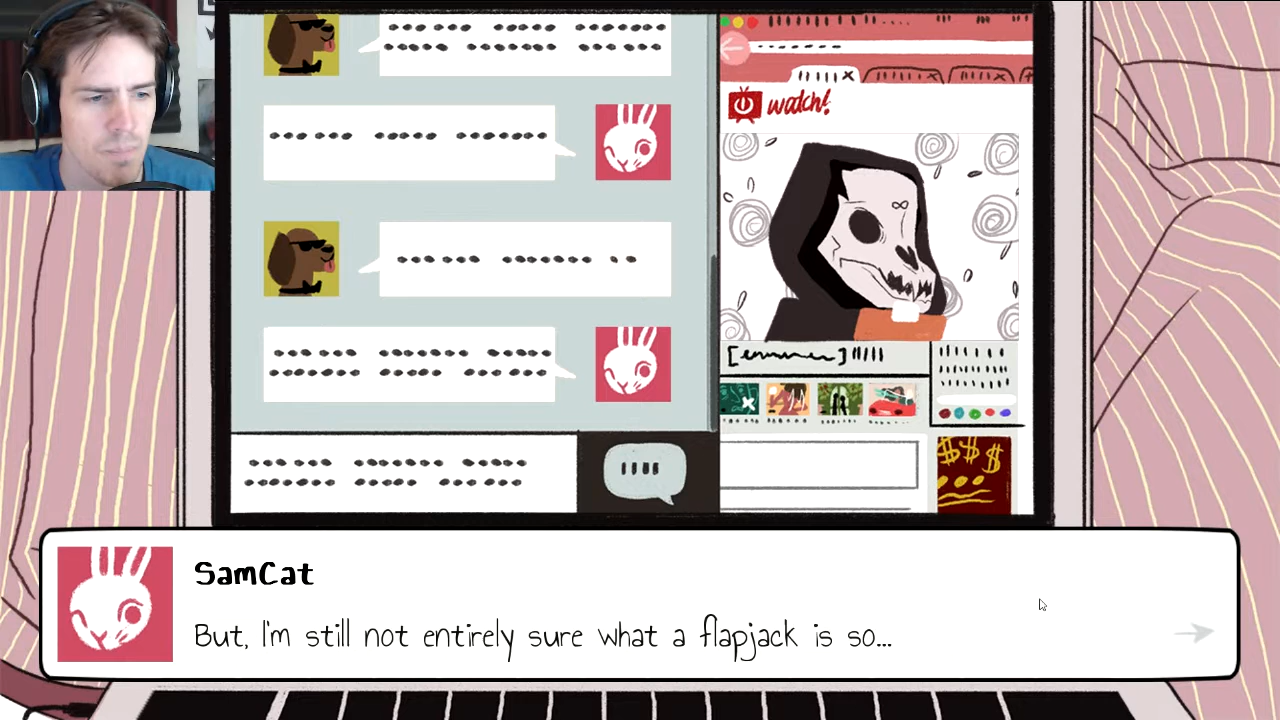 watch!
$$$
SamCat
But, I'm still not entirely sure what a flapjack is so...